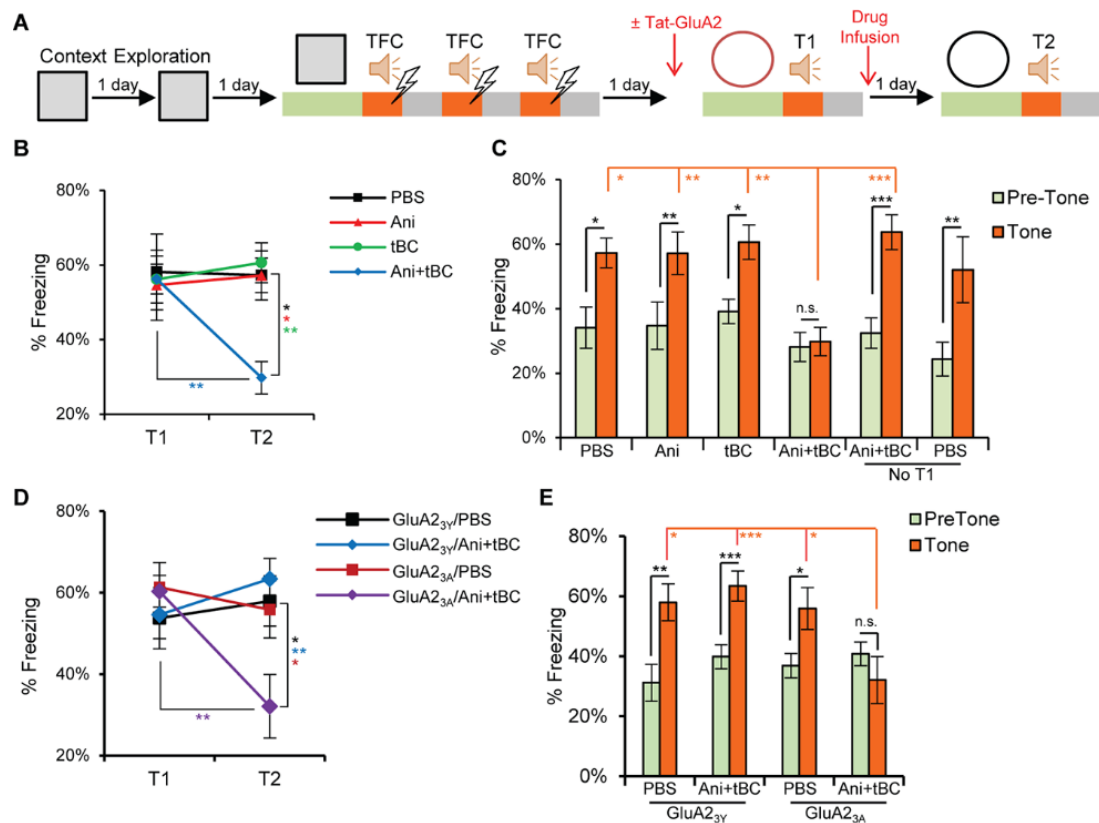 A
Context Exploration
1 day
1 day
TFC
TFC
TFC
1 day
± Tat-GluA2
T1
Drug
Infusion
1 day
T2
B
80%
60%
40%
20%
% Freezing
T1
T2
PBS
Ani
tBC
Ani+tBC
*
*
**
**
C
80%
60%
40%
20%
0%
% Freezing
Pre-Tone
Tone
* ** ** ***
* ** * n.s. *** **
PBS Ani tBC Ani+tBC Ani+tBC PBS
No T1
D
80%
60%
40%
20%
% Freezing
T1
T2
GluA23Y/PBS
GluA23Y/Ani+tBC
GluA23A/PBS
GluA23A/Ani+tBC
*
**
*
**
E
80%
60%
40%
20%
0%
% Freezing
PreTone
Tone
* *** *
** *** * n.s.
PBS Ani+tBC PBS Ani+tBC
GluA23Y GluA23A